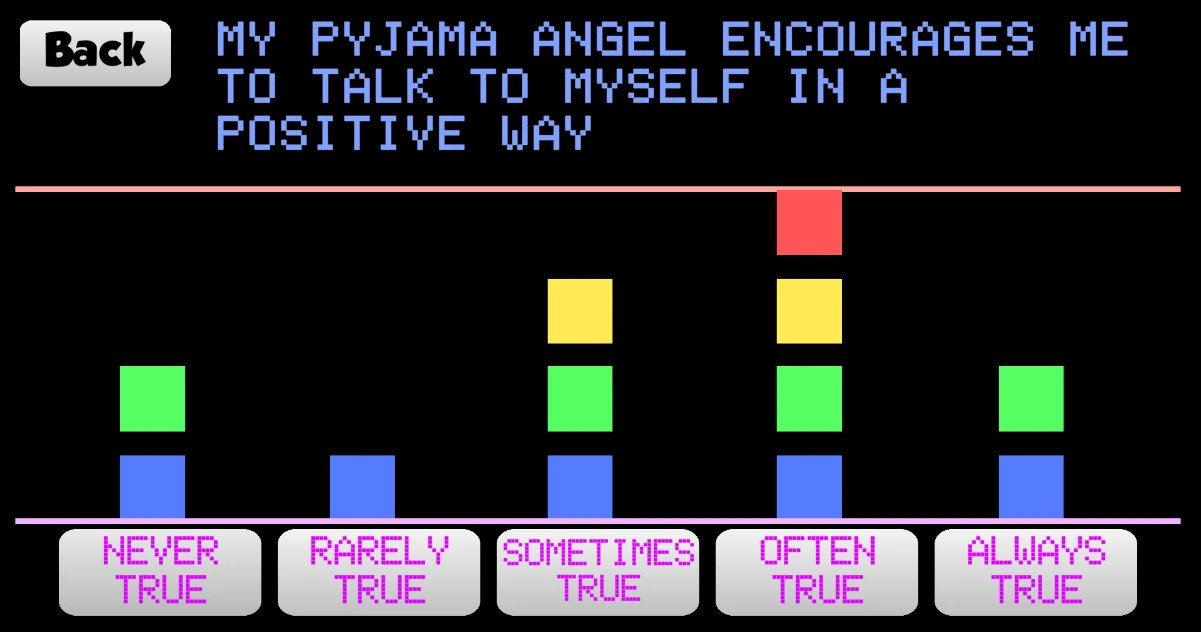 Back
MY PYJAMA ANGEL ENCOURAGES ME
TO TALK TO MYSELF IN A
POSITIVE WAY
NEVER
TRUE
RARELY
TRUE
SOMETIMES
TRUE
OFTEN
TRUE
ALWAYS
TRUE